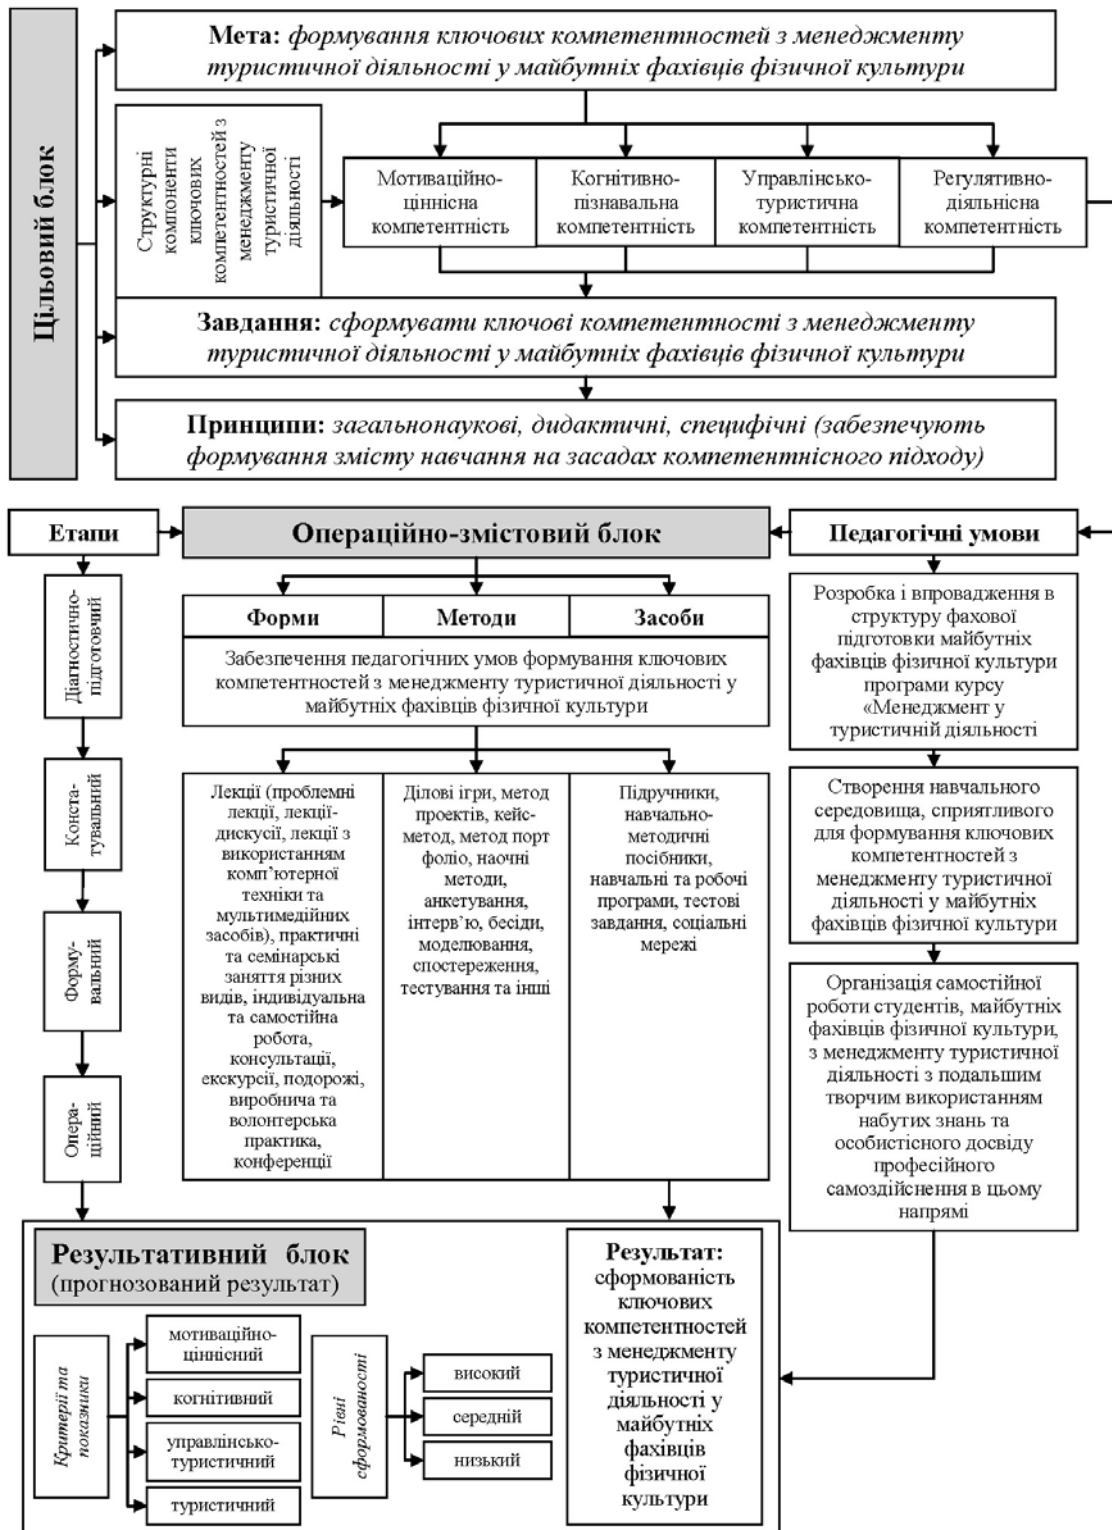 Цільовий блок
Мета: формування ключових компетентностей з менеджменту
туристичної діяльності у майбутніх фахівців фізичної культури
Структурні
компоненти
ключових
компетентностей з
менеджменту
туристичної
діяльності
Мотиваційно-
ціннісна
компетентність
Когнітивно-
пізнавальна
компетентність
Управлінсько-
туристична
компетентність
Регулятивно-
діяльнісна
компетентність
Завдання: сформувати ключові компетентності з менеджменту
туристичної діяльності у майбутніх фахівців фізичної культури
Принципи: загальнонаукові, дидактичні, специфічні (забезпечують
формування змісту навчання на засадах компетентнісного підходу)
Етапи
Діагностично-
підготовчий
Конста-
тувальний
Форму-
вальний
Опера-
ційний
Операційно-змістовий блок
Форми
Методи
Засоби
Забезпечення педагогічних умов формування ключових
компетентностей з менеджменту туристичної діяльності у
майбутніх фахівців фізичної культури
Лекції (проблемні
лекції, лекції-
дискусії, лекції з
використанням
комп’ютерної
техніки та
мультимедійних
засобів), практичні
та семінарські
заняття різних
видів, індивідуальна
та самостійна
робота,
консультації,
екскурсії, подорожі,
виробнича та
волонтерська
практика,
конференції
Ділові ігри, метод
проектів, кейс-
метод, метод порт
фоліо, наочні
методи,
анкетування,
інтерв’ю, бесіди,
моделювання,
спостереження,
тестування та інші
Підручники,
навчально-
методичні
посібники,
навчальні та робочі
програми, тестові
завдання, соціальні
мережі
Педагогічні умови
Розробка і впровадження в
структуру фахової
підготовки майбутніх
фахівців фізичної культури
програми курсу
«Менеджмент у
туристичній діяльності
Створення навчального
середовища, сприятливого
для формування ключових
компетентностей з
менеджменту туристичної
діяльності у майбутніх
фахівців фізичної культури
Організація самостійної
роботи студентів, майбутніх
фахівців фізичної культури,
з менеджменту туристичної
діяльності з подальшим
творчим використанням
набутих знань та
особистісного досвіду
професійного
самоздійснення в цьому
напрямі
Результативний блок
(прогнозований результат)
Критерії та
показники
мотиваційно-
ціннісний
когнітивний
управлінсько-
туристичний
туристичний
Рівні
сформованості
високий
середній
низький
Результат:
сформованість
ключових
компетентностей
з менеджменту
туристичної
діяльності у
майбутніх
фахівців
фізичної
культури